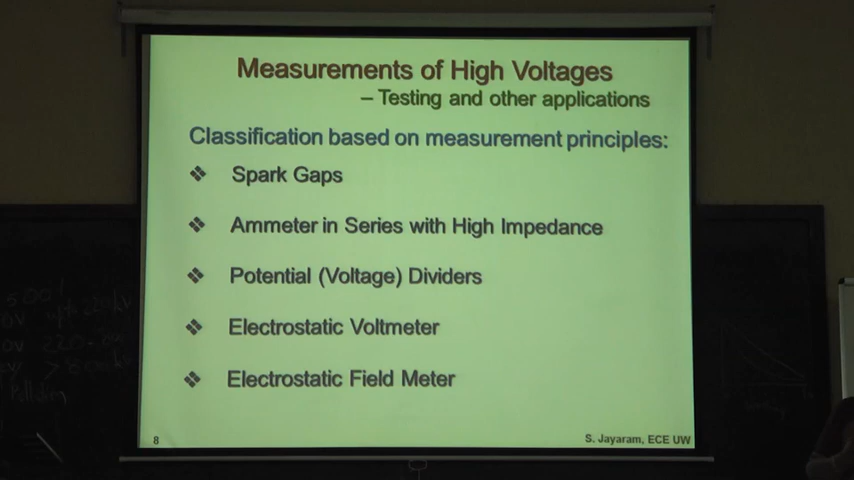 Measurements of High Voltages
– Testing and other applications
Classification based on measurement principles:
❖ Spark Gaps
❖ Ammeter in Series with High Impedance
❖ Potential (Voltage) Dividers
❖ Electrostatic Voltmeter
❖ Electrostatic Field Meter
8
S. Jayaram, ECE UW